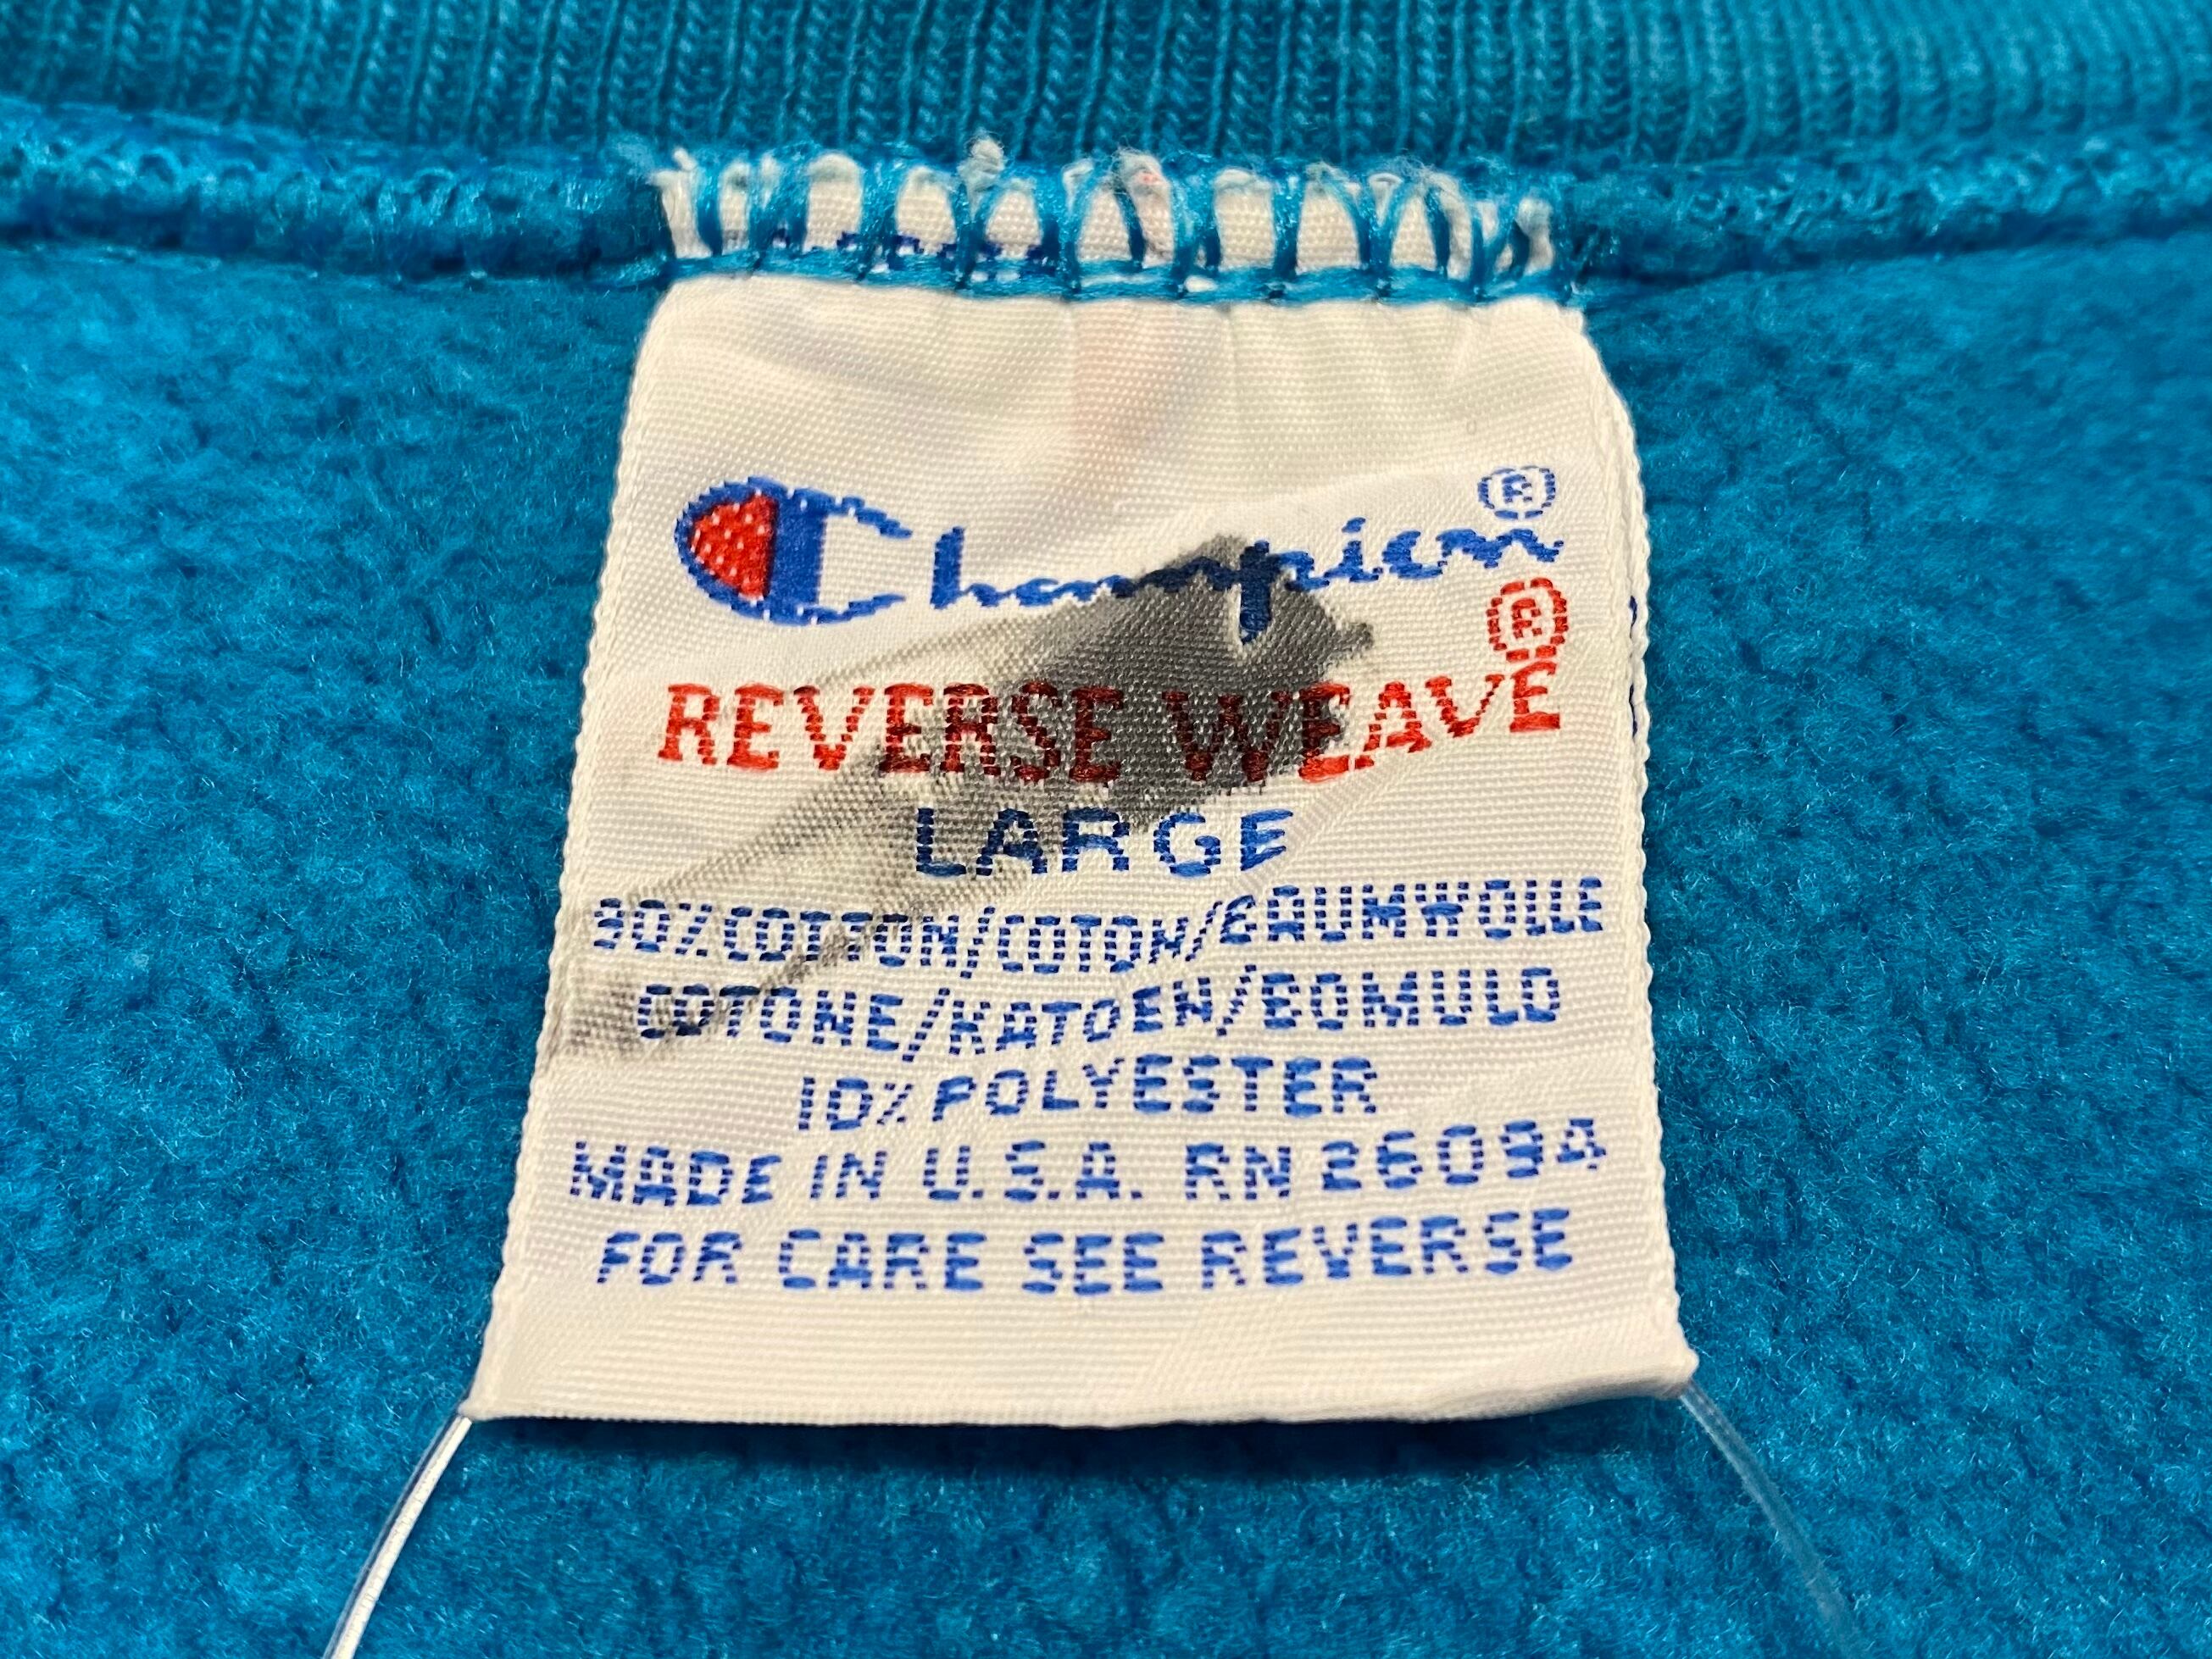 Champion®
REVERSE WEAVE®
LARGE
90% COTTON/COTON/BAUMWOLLE
COTONE/KATOEN/BOMULD
10% POLYESTER
MADE IN U.S.A. RN 26094
FOR CARE SEE REVERSE